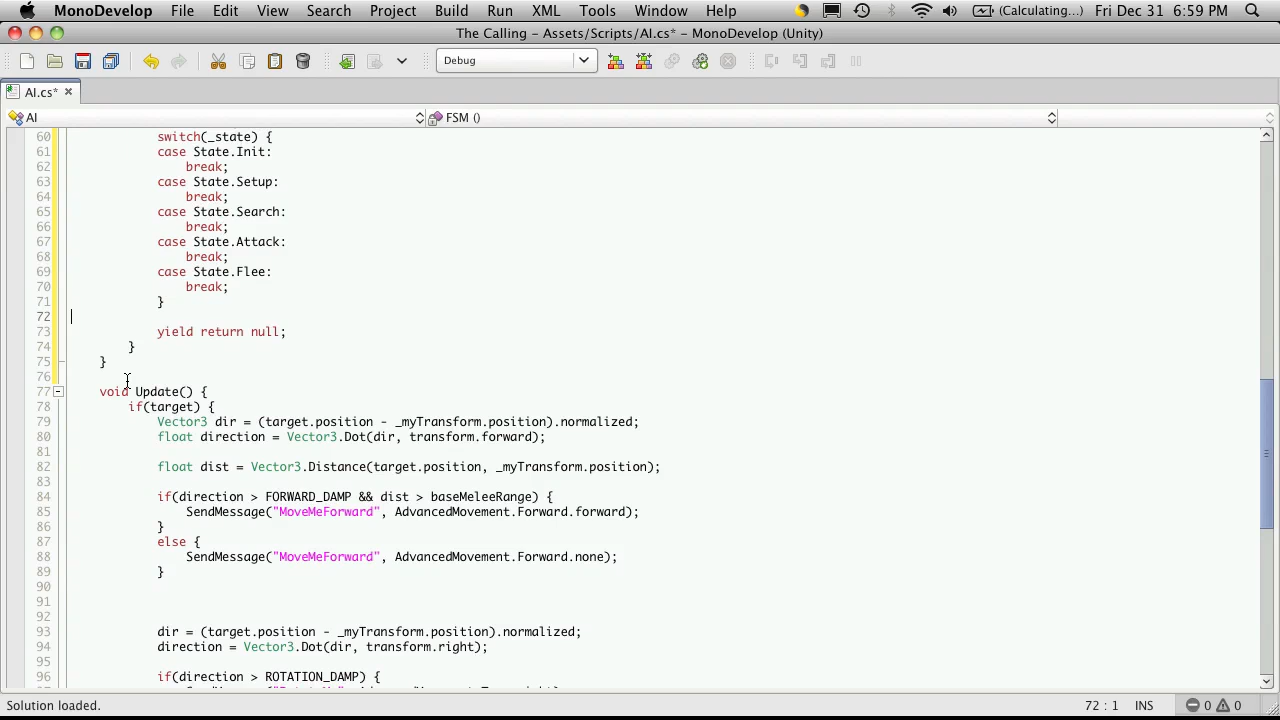 MonoDevelop File Edit View Search Project Build Run XML Tools Window Help (Calculating...) Fri Dec 31 6:59 PM
The Calling - Assets/Scripts/AI.cs* - MonoDevelop (Unity)
Debug
AI.cs*
AI FSM ()
60 switch(_state) {
61 case State.Init:
62 break;
63 case State.Setup:
64 break;
65 case State.Search:
66 break;
67 case State.Attack:
68 break;
69 case State.Flee:
70 break;
71 }
72
73 yield return null;
74 }
75 }
76
77 void Update() {
78 if(target) {
79 Vector3 dir = (target.position - _myTransform.position).normalized;
80 float direction = Vector3.Dot(dir, transform.forward);
81
82 float dist = Vector3.Distance(target.position, _myTransform.position);
83
84 if(direction > FORWARD_DAMP && dist > baseMeleeRange) {
85 SendMessage("MoveMeForward", AdvancedMovement.Forward.forward);
86 }
87 else {
88 SendMessage("MoveMeForward", AdvancedMovement.Forward.none);
89 }
90
91
92
93 dir = (target.position - _myTransform.position).normalized;
94 direction = Vector3.Dot(dir, transform.right);
95
96 if(direction > ROTATION_DAMP) {
Solution loaded. 72 : 1 INS 0 0